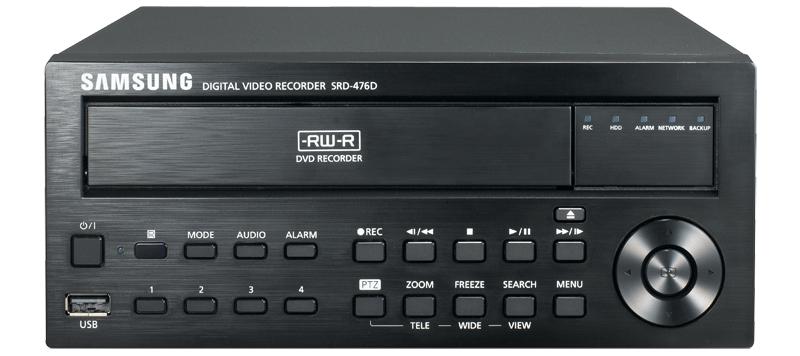 SAMSUNG DIGITAL VIDEO RECORDER SRD-476D
-RW-R
DVD RECORDER
REC HDD ALARM NETWORK BACKUP
MODE AUDIO ALARM REC
1 2 3 4 PTZ ZOOM FREEZE SEARCH MENU
USB TELE WIDE VIEW